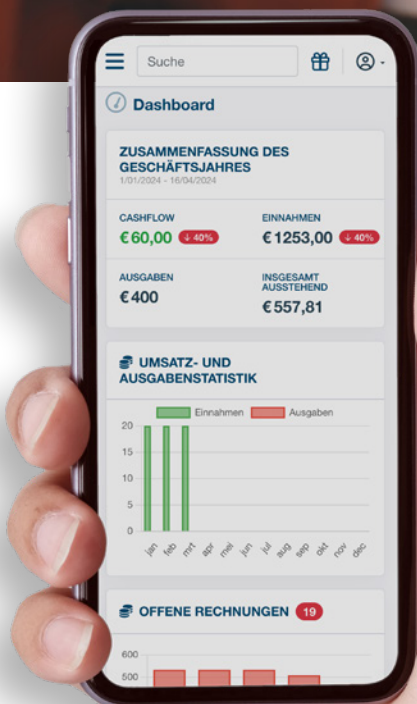 Suche
Dashboard
ZUSAMMENFASSUNG DES
GESCHÄFTSJAHRES
1/01/2024 - 16/04/2024
CASHFLOW
€60,00 ↓ 40%
EINNAHMEN
€1253,00 ↓ 40%
AUSGABEN
€400
INSGESAMT
AUSSTEHEND
€557,81
UMSATZ- UND
AUSGABENSTATISTIK
Einnahmen Ausgaben
20
15
10
5
0
jan feb mrt apr mei jun jul aug sep okt nov dec
OFFENE RECHNUNGEN 19
600
500